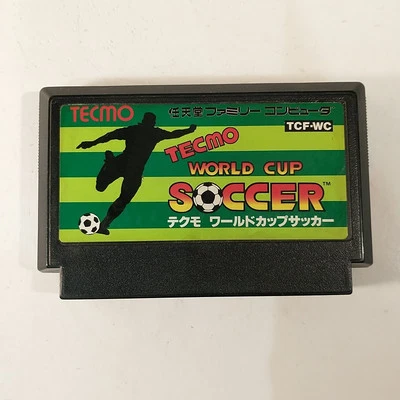 TECMO
任天堂ファミリーコンピュータ
TCF-WC
TECMO
WORLD CUP
SOCCER™
テクモ ワールドカップサッカー